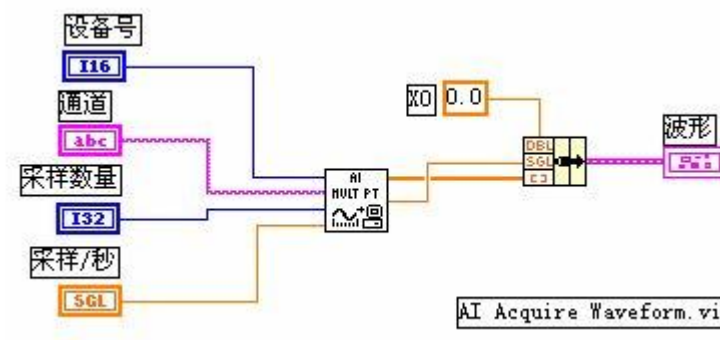 设备号
I16
通道
abc
采样数量
I32
采样/秒
SGL
AI
MULT PT
X0 0.0
DBL
SGL
波形
AI Acquire Waveform.vi